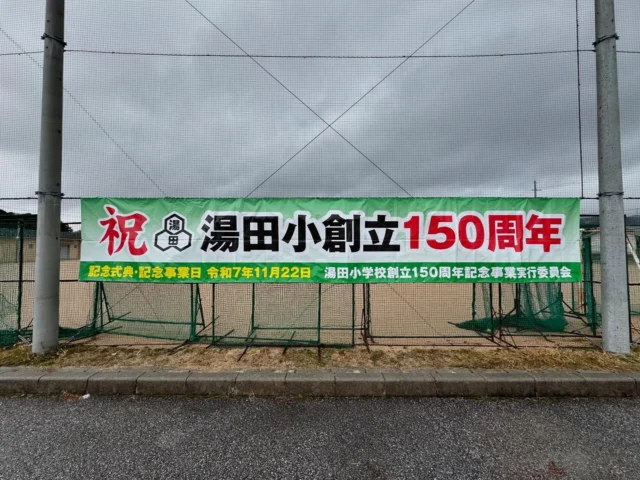 祝 湯田 湯田小創立150周年
記念式典・記念事業日 令和7年11月22日 湯田小学校創立150周年記念事業実行委員会